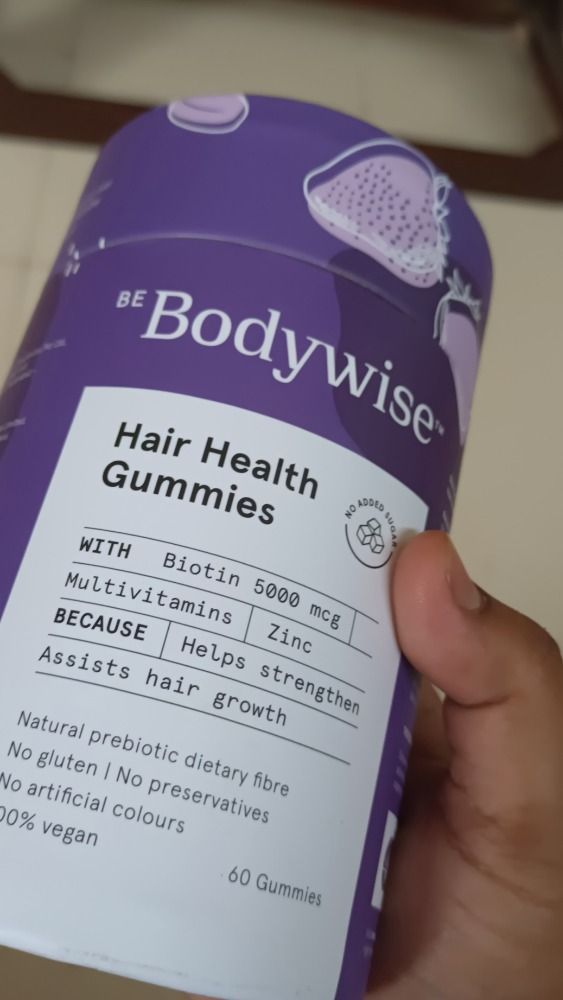 BE Bodywise™
Hair Health
Gummies
NO ADDED SUGAR
WITH Biotin 5000 mcg
Multivitamins | Zinc
BECAUSE | Helps strengthen
Assists hair growth
Natural prebiotic dietary fibre
No gluten | No preservatives
No artificial colours
00% vegan
60 Gummies